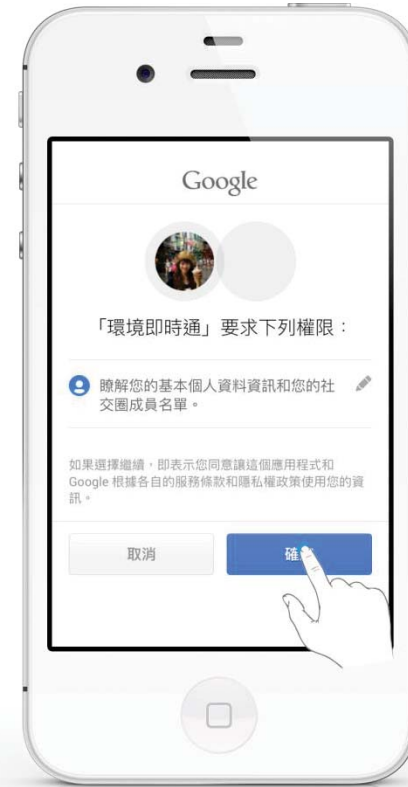 Google
「環境即時通」要求下列權限：
瞭解您的基本個人資料資訊和您的社
交圈成員名單。
如果選擇繼續，即表示您同意讓這個應用程式和
Google 根據各自的服務條款和隱私權政策使用您的資
訊。
取消
確